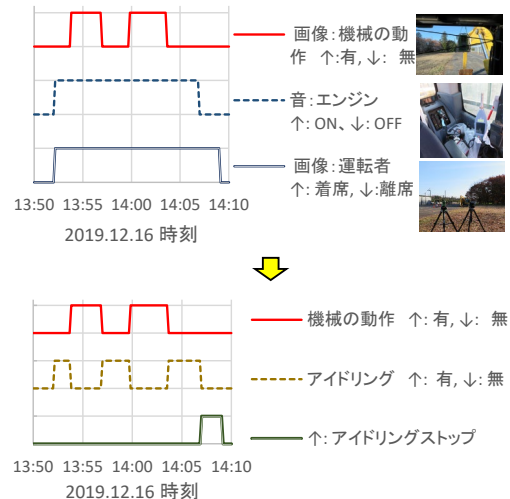 画像：機械の動
作 ↑:有, ↓: 無
音：エンジン
↑: ON、↓: OFF
画像：運転者
↑: 着席, ↓:離席
13:50 13:55 14:00 14:05 14:10
2019.12.16 時刻
機械の動作 ↑: 有, ↓: 無
アイドリング ↑: 有, ↓: 無
↑: アイドリングストップ
13:50 13:55 14:00 14:05 14:10
2019.12.16 時刻